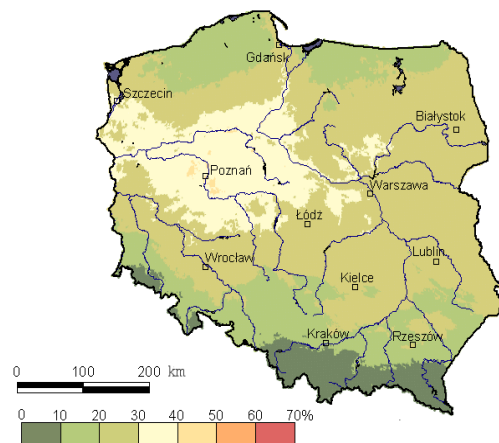 Gdańsk
Szczecin
Białystok
Poznań
Warszawa
Łódź
Wrocław
Lublin
Kielce
Kraków
Rzeszów
0 100 200 km
0 10 20 30 40 50 60 70%